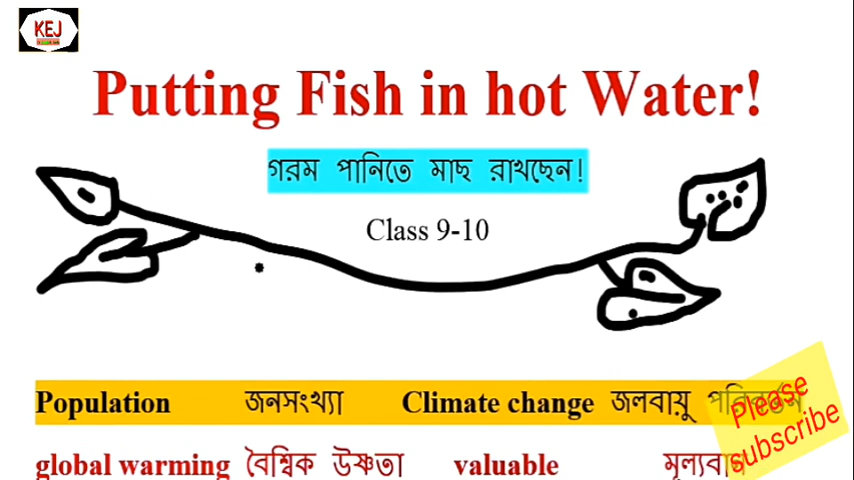 KEJ
Putting Fish in hot Water!
গরম পানিতে মাছ রাখছেন!
Class 9-10
Population জনসংখ্যা Climate change জলবায়ু
Please
subscribe
global warming বৈশ্বিক উষ্ণতা valuable